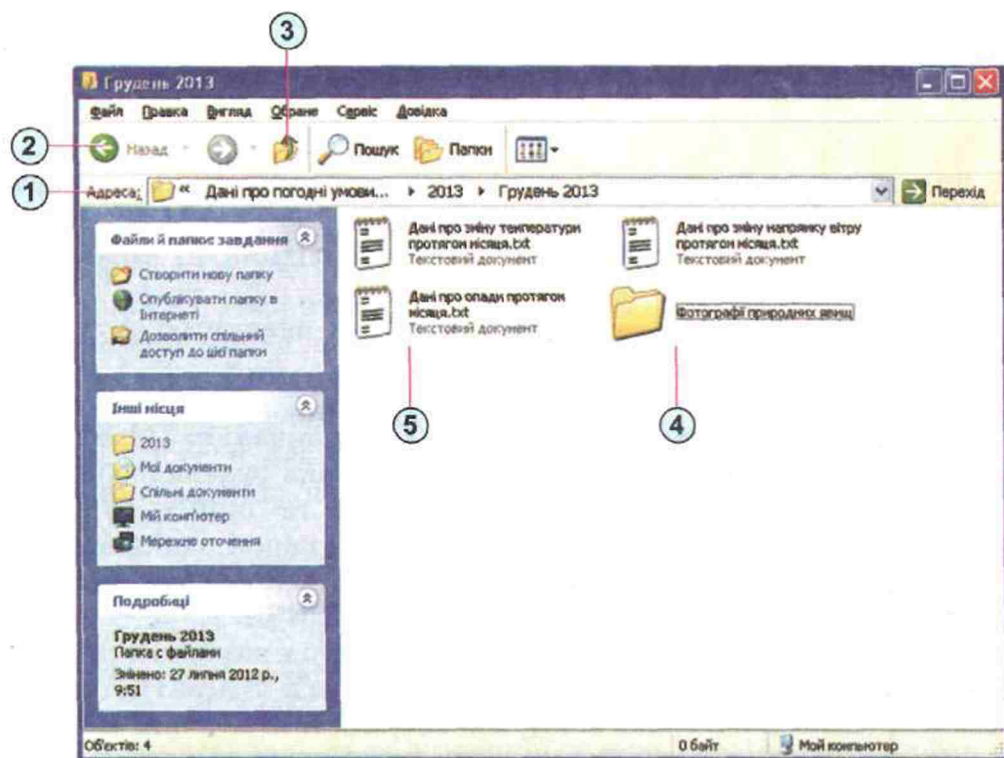 3
Грудень 2013
Файл Правка Вигляд Обране Сервіс Довідка
2
Назад Пошук Папки
1
Адреса: « Дані про погодні умови... 2013 Грудень 2013 Перехід
Файли й папкове завдання
Створити нову папку
Опублікувати папку в
Інтернеті
Дозволити спільний
доступ до цієї папки
Інші місця
2013
Мої документи
Спільні документи
Мій комп'ютер
Мережне оточення
Подробиці
Грудень 2013
Папка с файлами
Змінено: 27 липня 2012 р.,
9:51
Дані про зміну температури
протягом місяця.txt
Текстовий документ
Дані про зміну напрямку вітру
протягом місяця.txt
Текстовий документ
Дані про опади протягом
місяця.txt
Текстовий документ
Фотографії природних явищ
5
4
Об'єктів: 4 0 байт Мой компьютер